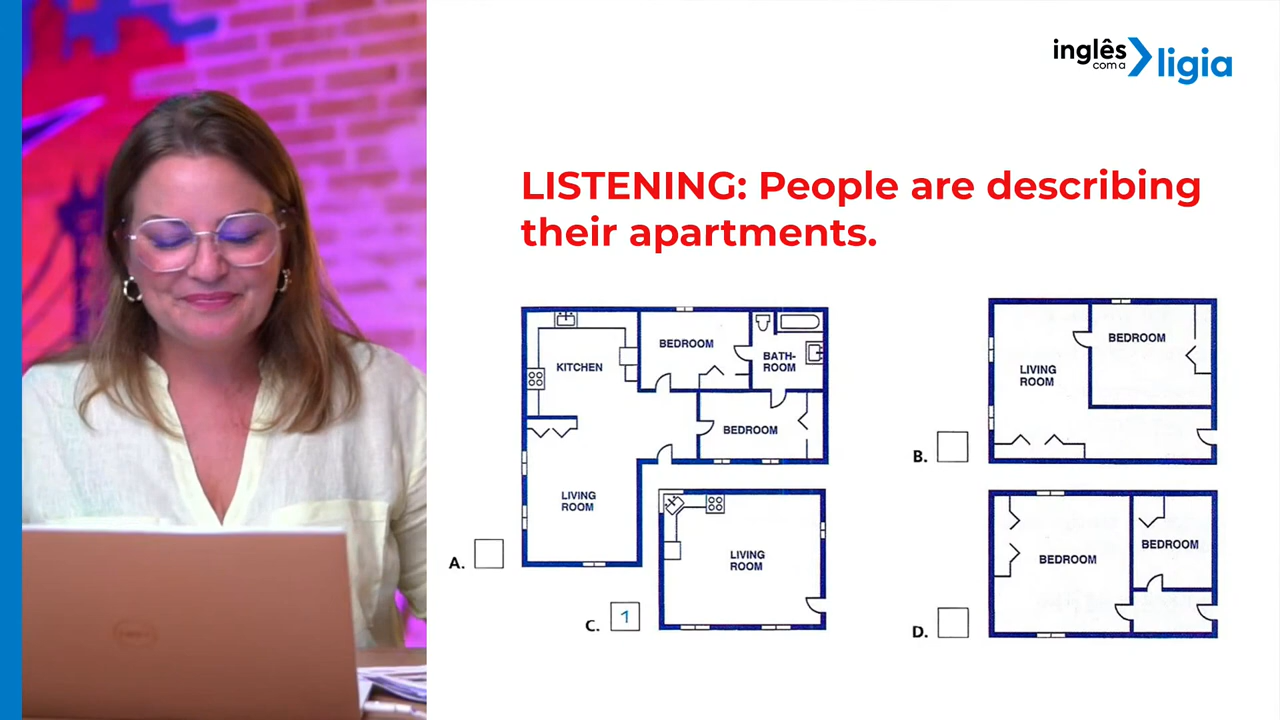 inglês
com a
ligia
LISTENING: People are describing
their apartments.
KITCHEN
BEDROOM
BATH-
ROOM
BEDROOM
LIVING
ROOM
A.
LIVING
ROOM
C. 1
BEDROOM
LIVING
ROOM
B.
BEDROOM
BEDROOM
D.